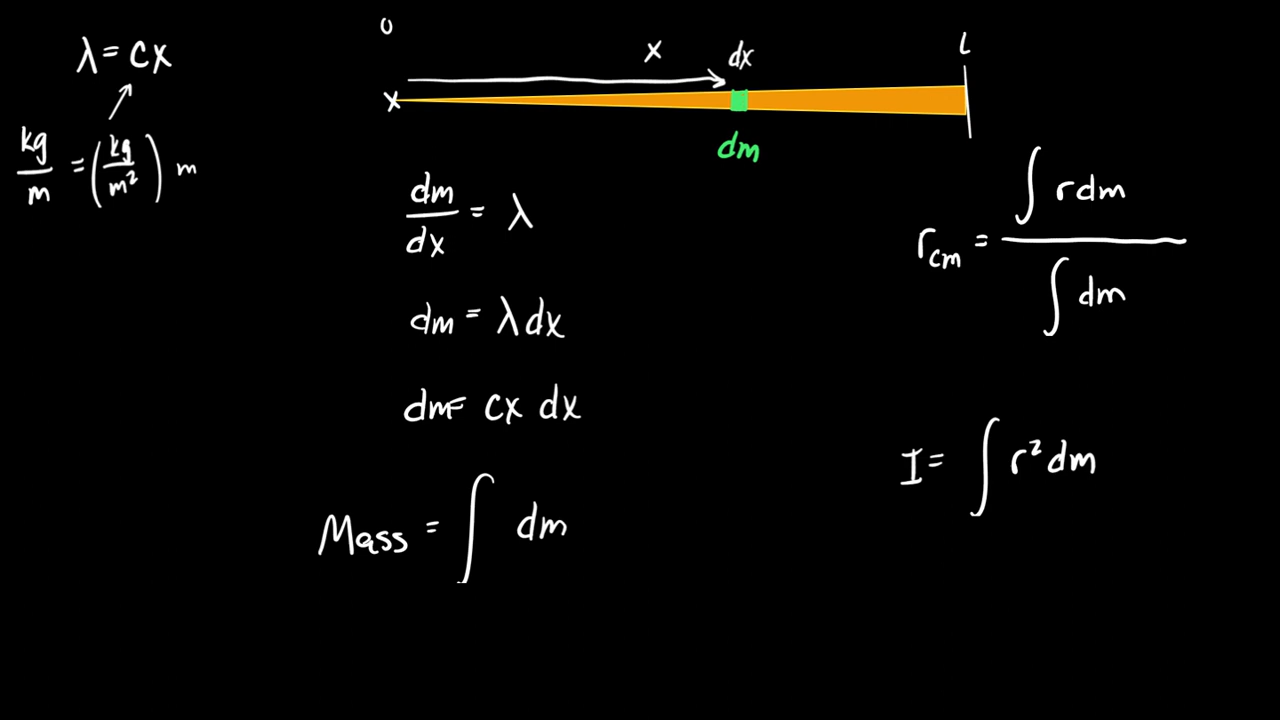 λ = cx
kg/m = (kg/m²) m
0
x dx L
x
dm
dm/dx = λ
dm = λ dx
dm = cx dx
Mass = ∫ dm
r_cm = ∫ r dm / ∫ dm
I = ∫ r² dm